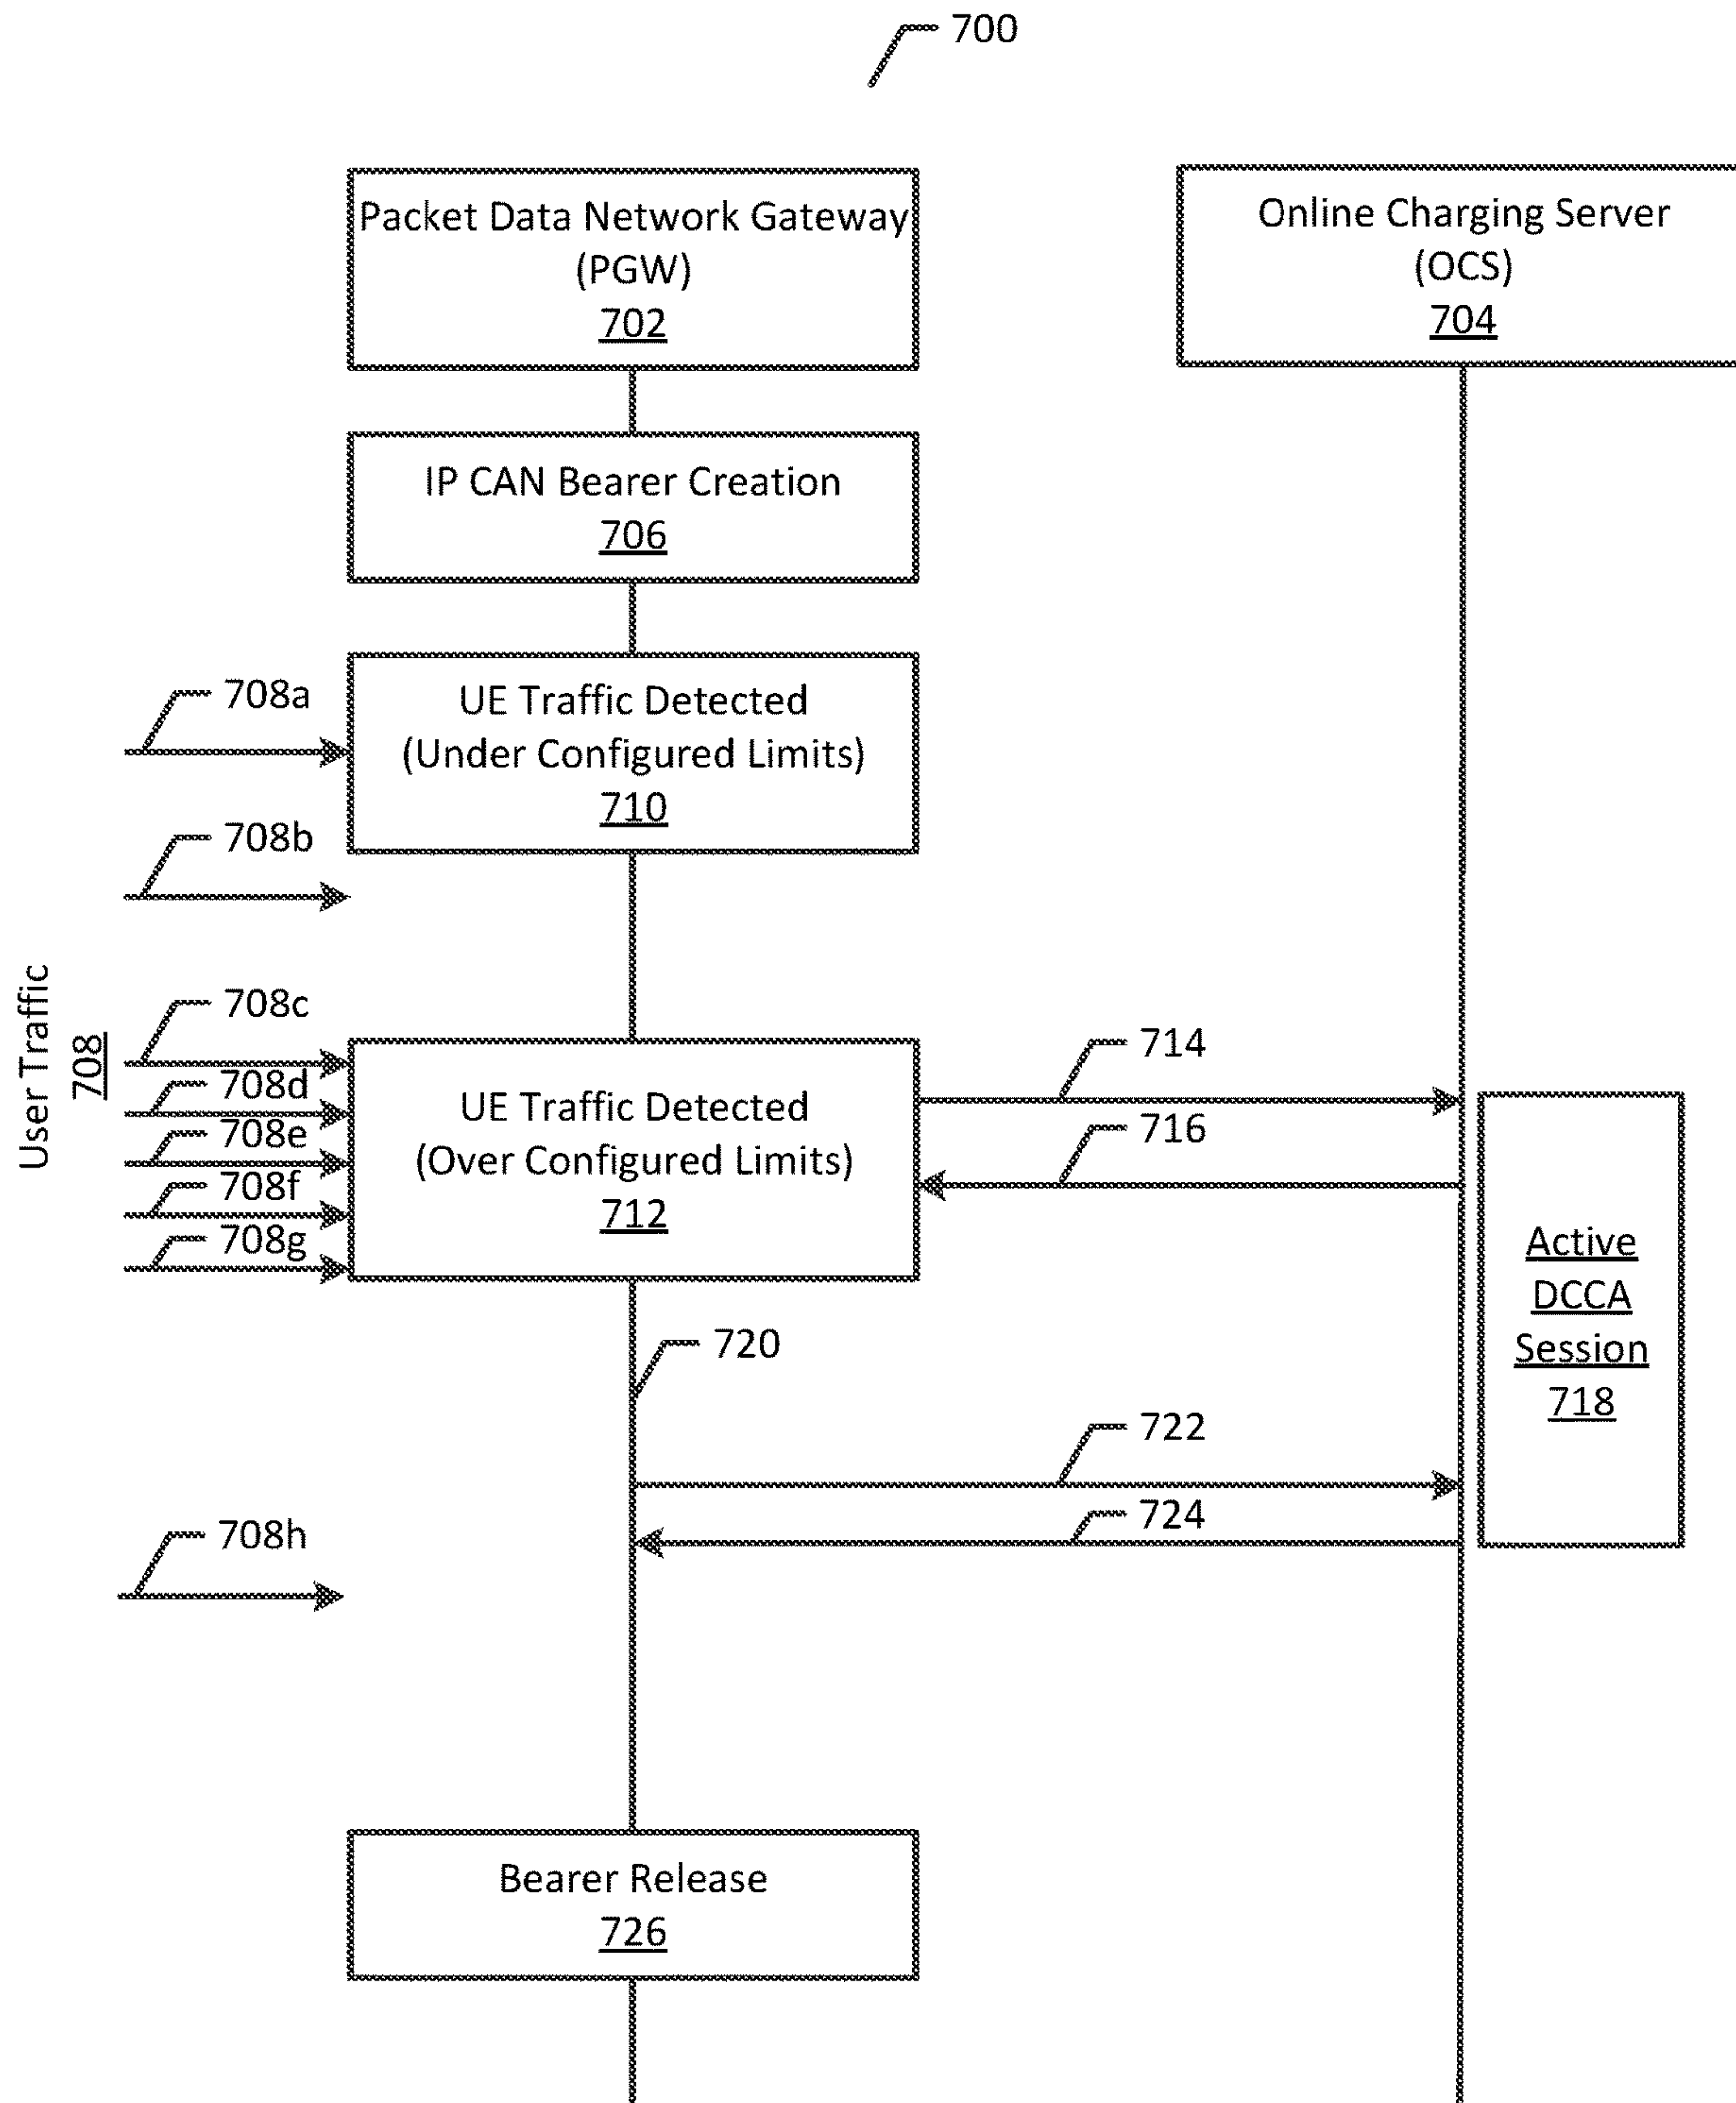 700
Packet Data Network Gateway
(PGW)
702
Online Charging Server
(OCS)
704
IP CAN Bearer Creation
706
708a
UE Traffic Detected
(Under Configured Limits)
710
708b
User Traffic
708
708c
708d
708e
708f
708g
UE Traffic Detected
(Over Configured Limits)
712
714
716
Active
DCCA
Session
718
720
722
724
708h
Bearer Release
726